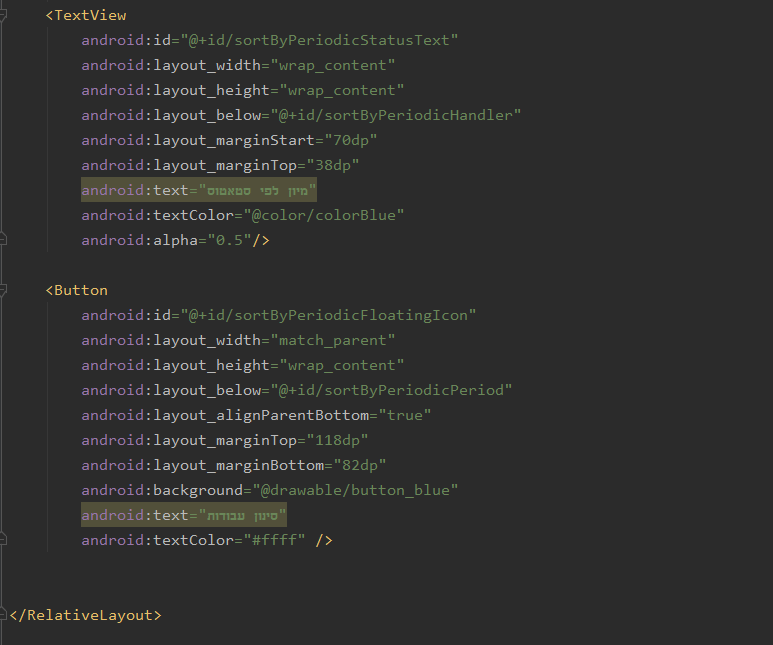 <TextView
android:id="@+id/sortByPeriodicStatusText"
android:layout_width="wrap_content"
android:layout_height="wrap_content"
android:layout_below="@+id/sortByPeriodicHandler"
android:layout_marginStart="70dp"
android:layout_marginTop="38dp"
android:text="מיון לפי סטאטוס"
android:textColor="@color/colorBlue"
android:alpha="0.5"/>
<Button
android:id="@+id/sortByPeriodicFloatingIcon"
android:layout_width="match_parent"
android:layout_height="wrap_content"
android:layout_below="@+id/sortByPeriodicPeriod"
android:layout_alignParentBottom="true"
android:layout_marginTop="118dp"
android:layout_marginBottom="82dp"
android:background="@drawable/button_blue"
android:text="סינון עבודות"
android:textColor="#ffff" />
</RelativeLayout>